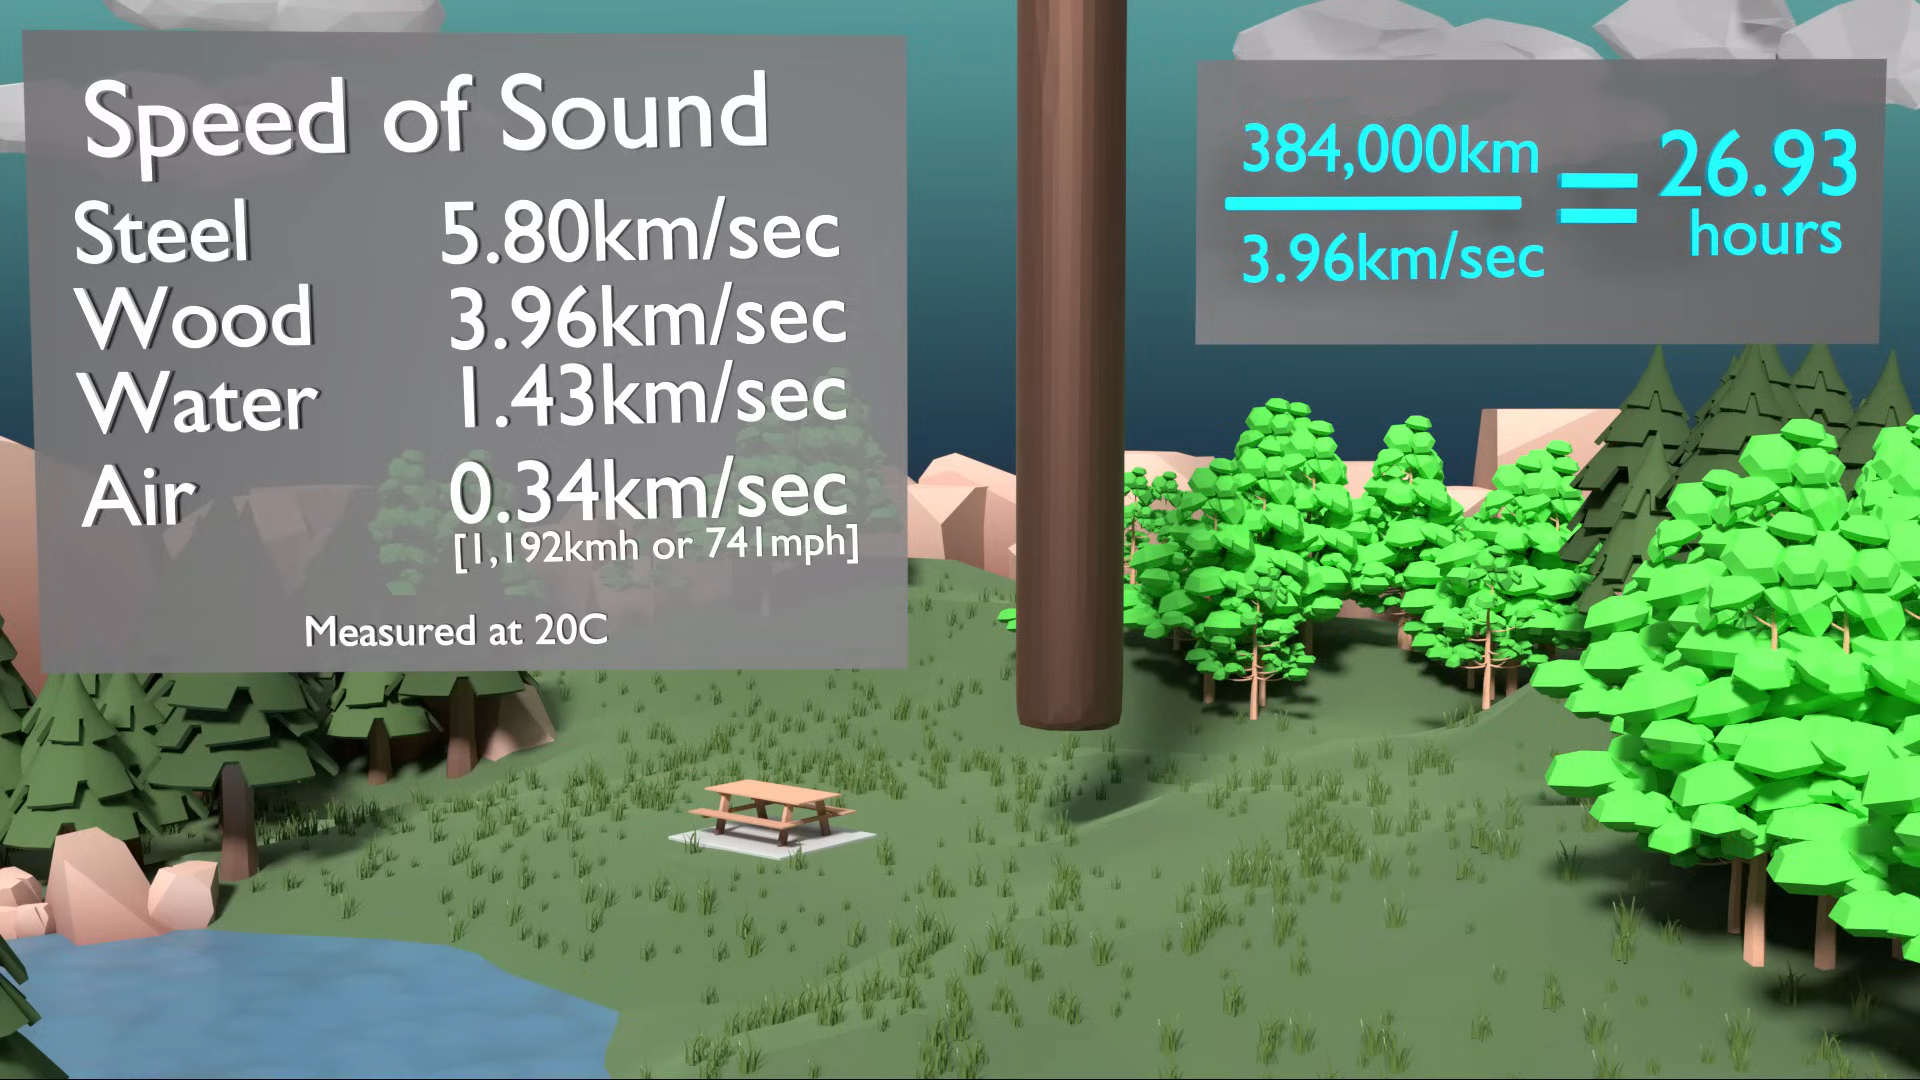 Speed of Sound
Steel 5.80km/sec
Wood 3.96km/sec
Water 1.43km/sec
Air 0.34km/sec
[1,192kmh or 741mph]
Measured at 20C
384,000km
3.96km/sec
=
26.93
hours